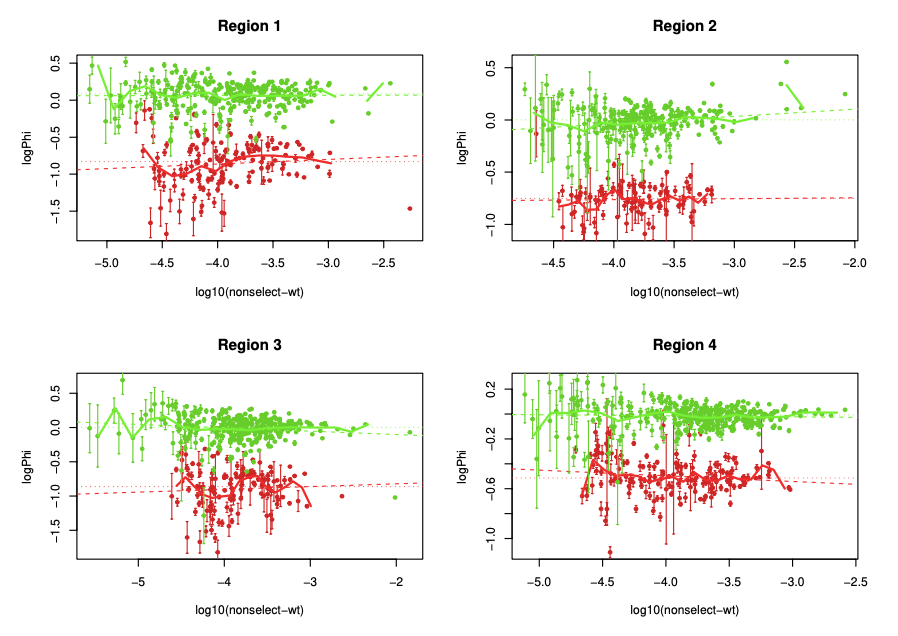 Region 1
logPhi
0.5
0.0
−0.5
−1.0
−1.5
−5.0 −4.5 −4.0 −3.5 −3.0 −2.5
log10(nonselect−wt)
Region 2
logPhi
0.5
0.0
−0.5
−1.0
−4.5 −4.0 −3.5 −3.0 −2.5 −2.0
log10(nonselect−wt)
Region 3
logPhi
0.5
0.0
−0.5
−1.0
−1.5
−5 −4 −3 −2
log10(nonselect−wt)
Region 4
logPhi
0.2
−0.2
−0.6
−1.0
−5.0 −4.5 −4.0 −3.5 −3.0 −2.5
log10(nonselect−wt)